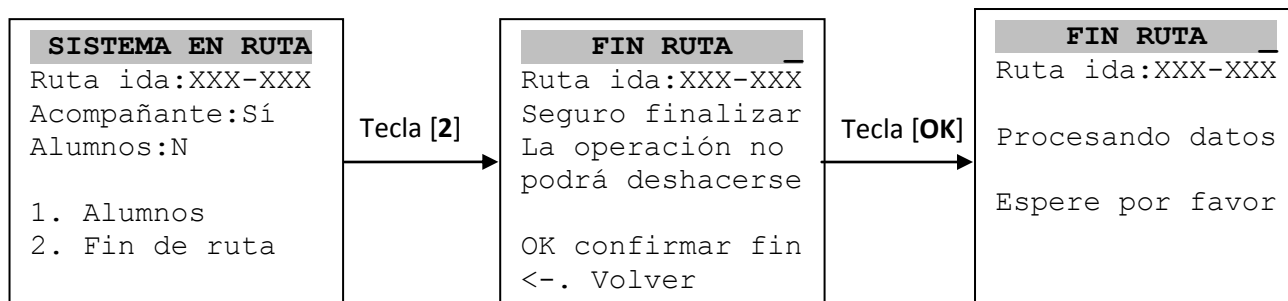 SISTEMA EN RUTA
Ruta ida:XXX-XXX
Acompañante:Sí
Alumnos:N
1. Alumnos
2. Fin de ruta
Tecla [2]
FIN RUTA _
Ruta ida:XXX-XXX
Seguro finalizar
La operación no
podrá deshacerse
OK confirmar fin
<-. Volver
Tecla [OK]
FIN RUTA _
Ruta ida:XXX-XXX
Procesando datos
Espere por favor